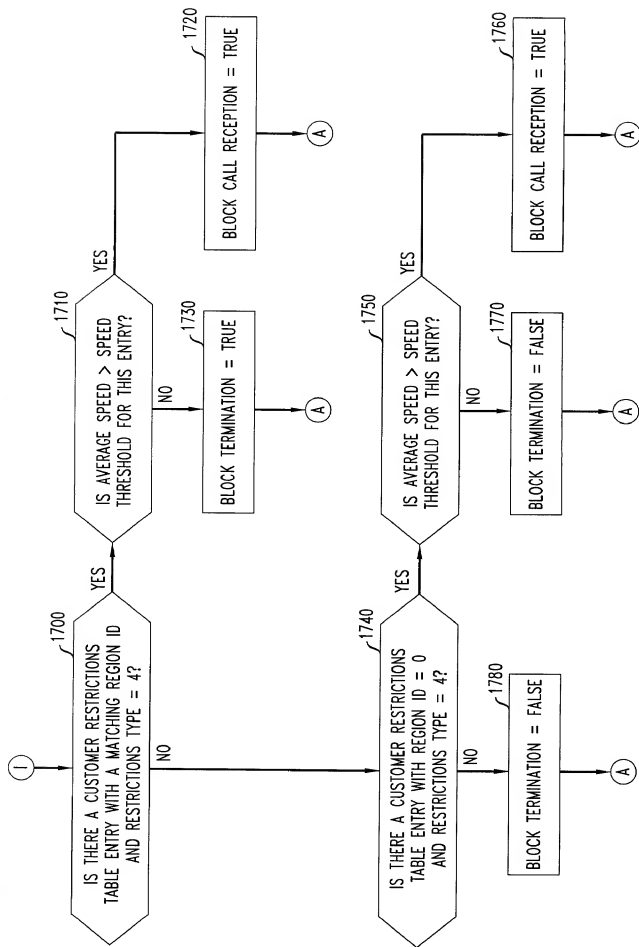 I
1700
IS THERE A CUSTOMER RESTRICTIONS
TABLE ENTRY WITH A MATCHING REGION ID
AND RESTRICTIONS TYPE = 4?
YES
NO
1710
IS AVERAGE SPEED > SPEED
THRESHOLD FOR THIS ENTRY?
YES
NO
1720
BLOCK CALL RECEPTION = TRUE
A
1730
BLOCK TERMINATION = TRUE
A
1740
IS THERE A CUSTOMER RESTRICTIONS
TABLE ENTRY WITH REGION ID = 0
AND RESTRICTIONS TYPE = 4?
YES
NO
1750
IS AVERAGE SPEED > SPEED
THRESHOLD FOR THIS ENTRY?
YES
NO
1760
BLOCK CALL RECEPTION = TRUE
A
1770
BLOCK TERMINATION = FALSE
A
1780
BLOCK TERMINATION = FALSE
A